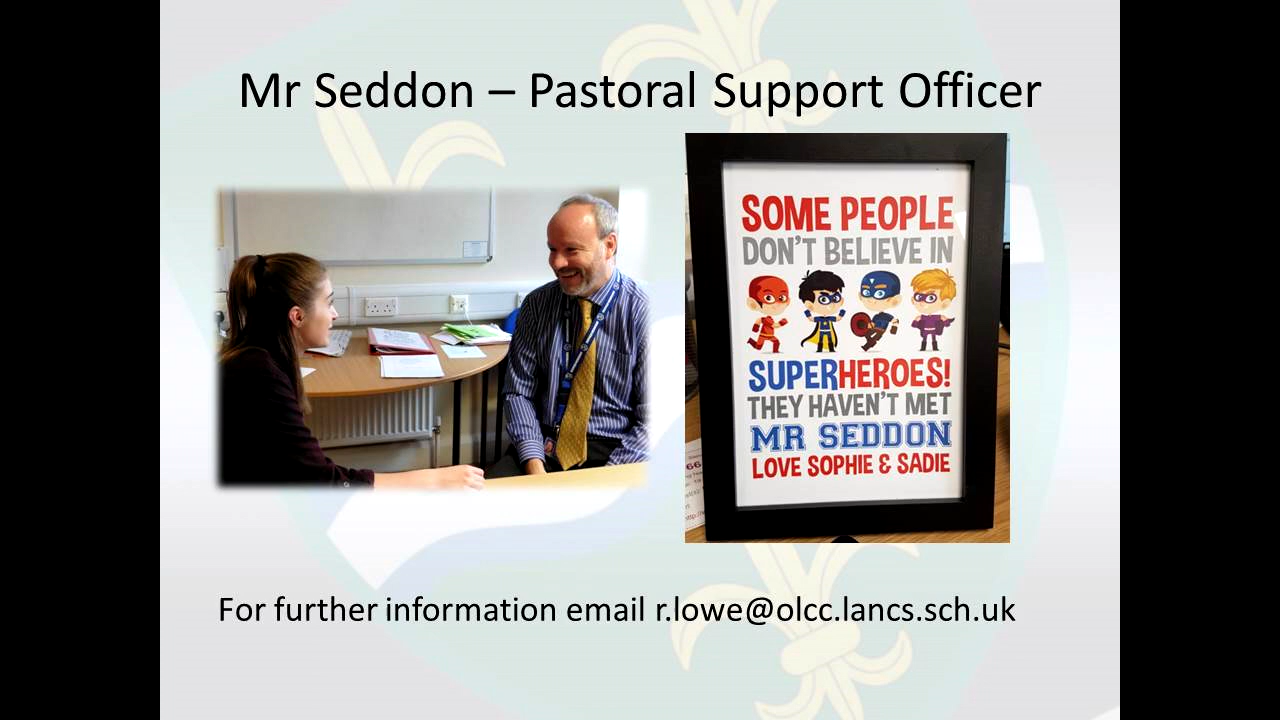 Mr Seddon – Pastoral Support Officer
SOME PEOPLE
DON'T BELIEVE IN
SUPERHEROES!
THEY HAVEN'T MET
MR SEDDON
LOVE SOPHIE & SADIE
For further information email r.lowe@olcc.lancs.sch.uk